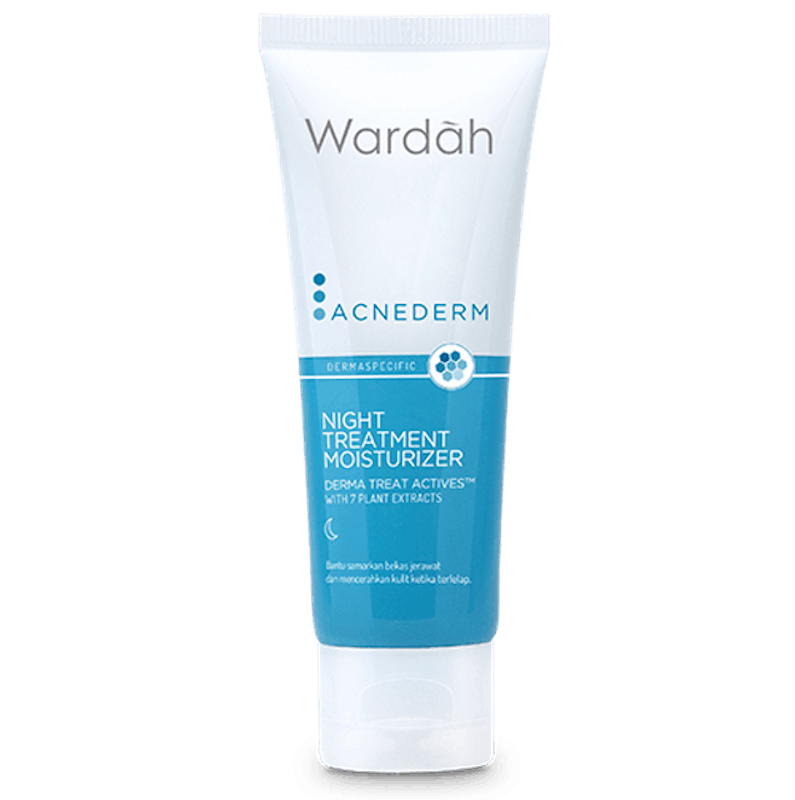 Wardàh
ACNEDERM
DERMASPECIFIC
NIGHT
TREATMENT
MOISTURIZER
DERMA TREAT ACTIVES™
WITH 7 PLANT EXTRACTS
Bantu samarkan bekas jerawat
dan mencerahkan kulit ketika terlelap.